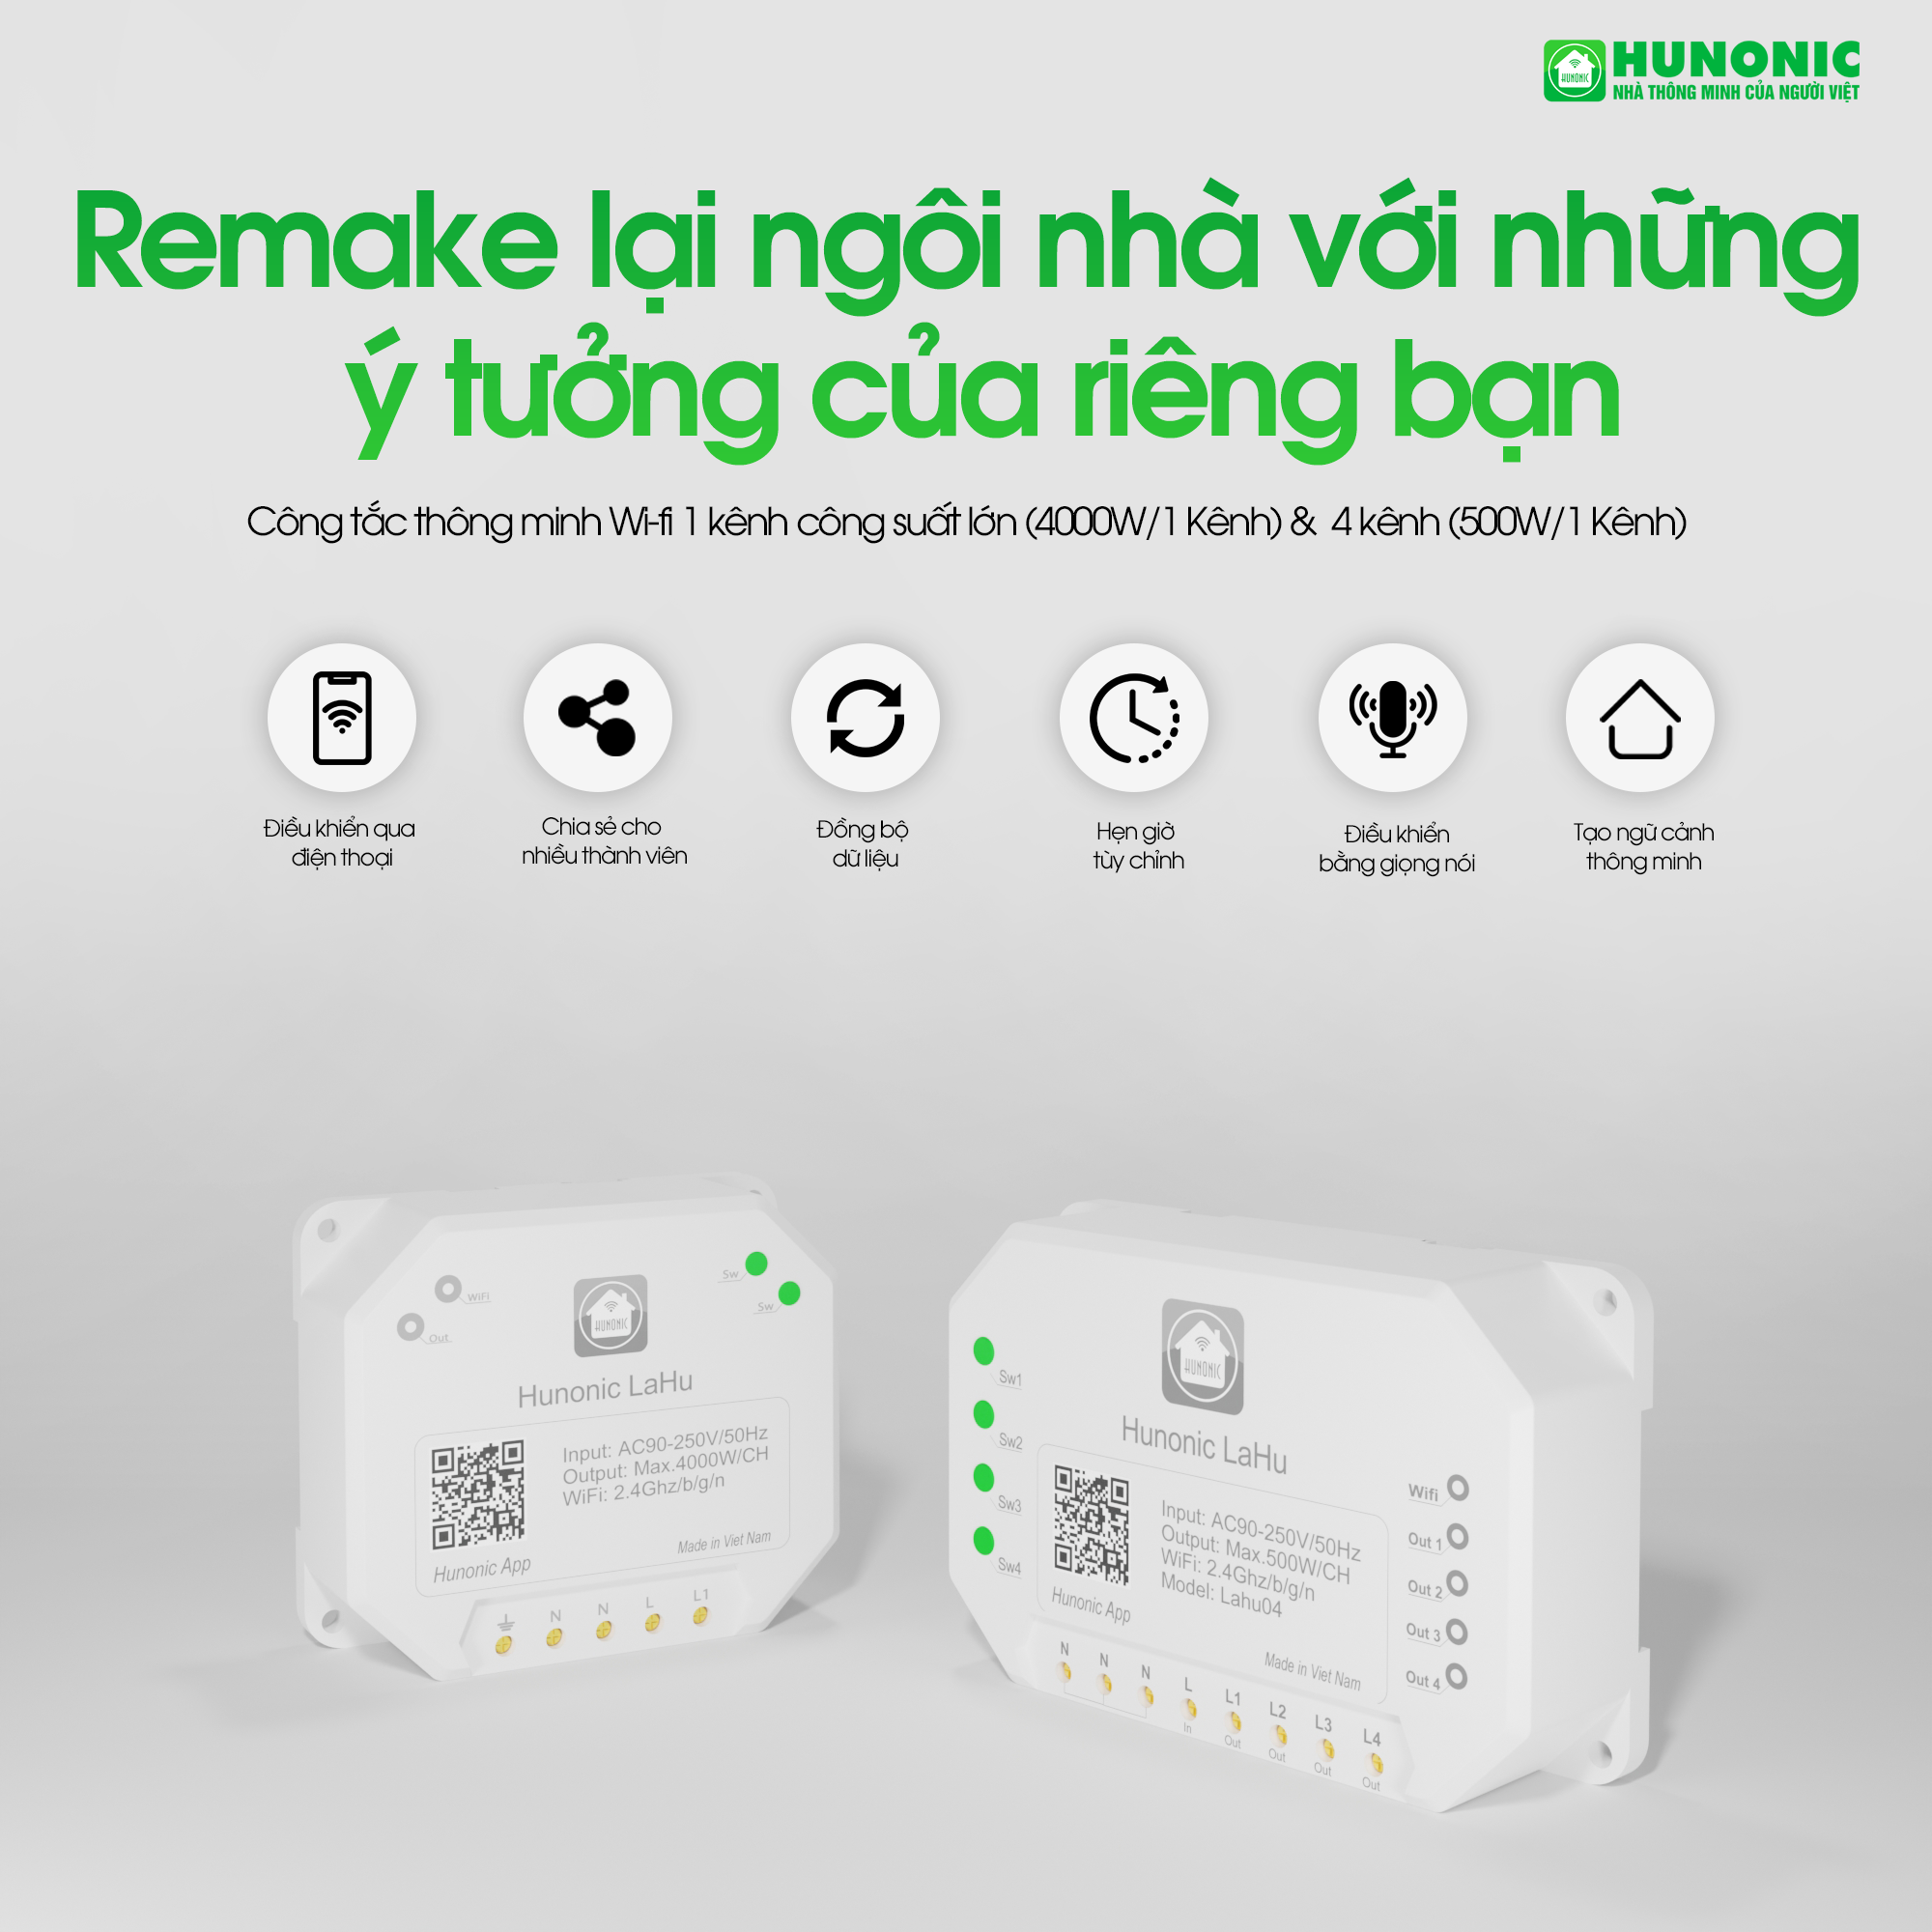 HUNONIC
NHÀ THÔNG MINH CỦA NGƯỜI VIỆT
Remake lại ngôi nhà với những
ý tưởng của riêng bạn
Công tắc thông minh Wi-fi 1 kênh công suất lớn (4000W/1 Kênh) & 4 kênh (500W/1 Kênh)
Điều khiển qua
điện thoại
Chia sẻ cho
nhiều thành viên
Đồng bộ
dữ liệu
Hẹn giờ
tùy chỉnh
Điều khiển
bằng giọng nói
Tạo ngữ cảnh
thông minh
WiFi
Out
HUNONIC
Sw
Sw
Hunonic LaHu
Input: AC90-250V/50Hz
Output: Max.4000W/CH
WiFi: 2.4Ghz/b/g/n
Hunonic App
Made in Viet Nam
N N L L1
HUNONIC
Hunonic LaHu
Sw1
Sw2
Sw3
Sw4
Input: AC90-250V/50Hz
Output: Max.500W/CH
WiFi: 2.4Ghz/b/g/n
Model: Lahu04
Hunonic App
Made in Viet Nam
Wifi
Out 1
Out 2
Out 3
Out 4
N N N L L1 L2 L3 L4
In Out Out Out Out